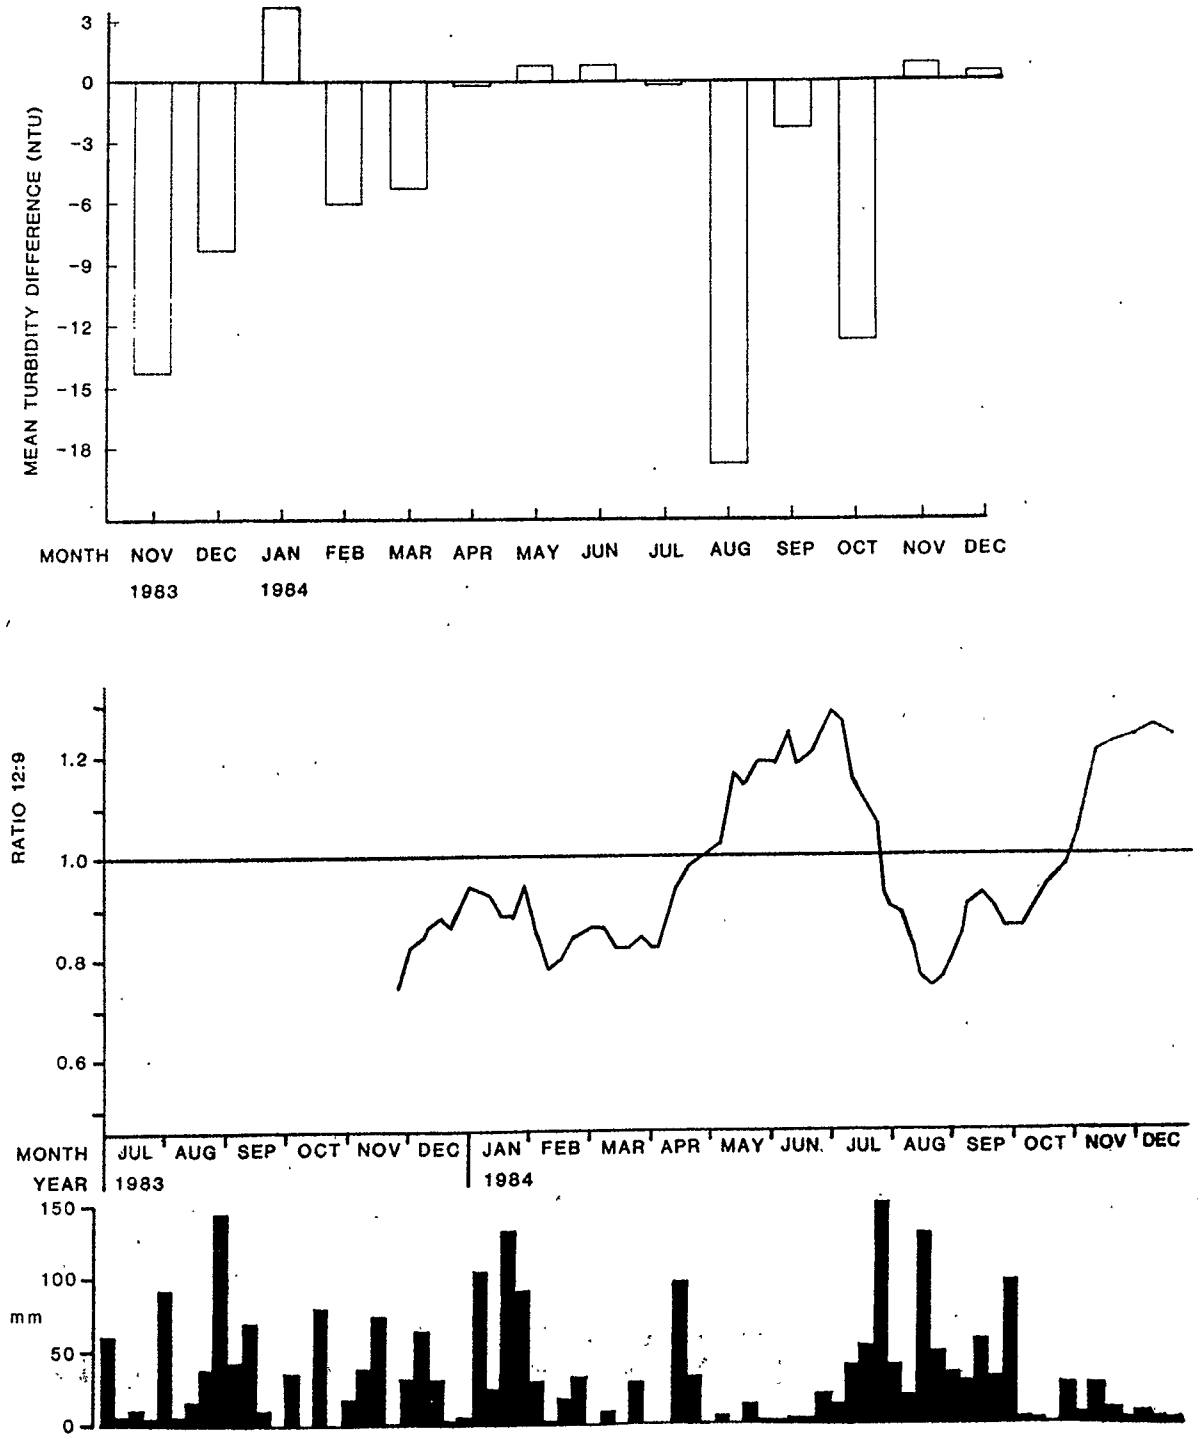 3
0
-3
-6
-9
-12
-15
-18
MEAN TURBIDITY DIFFERENCE (NTU)
MONTH NOV DEC JAN FEB MAR APR MAY JUN JUL AUG SEP OCT NOV DEC
1983 1984
RATIO 12:9
1.2
1.0
0.8
0.6
MONTH JUL AUG SEP OCT NOV DEC JAN FEB MAR APR MAY JUN. JUL AUG SEP OCT NOV DEC
YEAR 1983 1984
150
100
mm
50
0